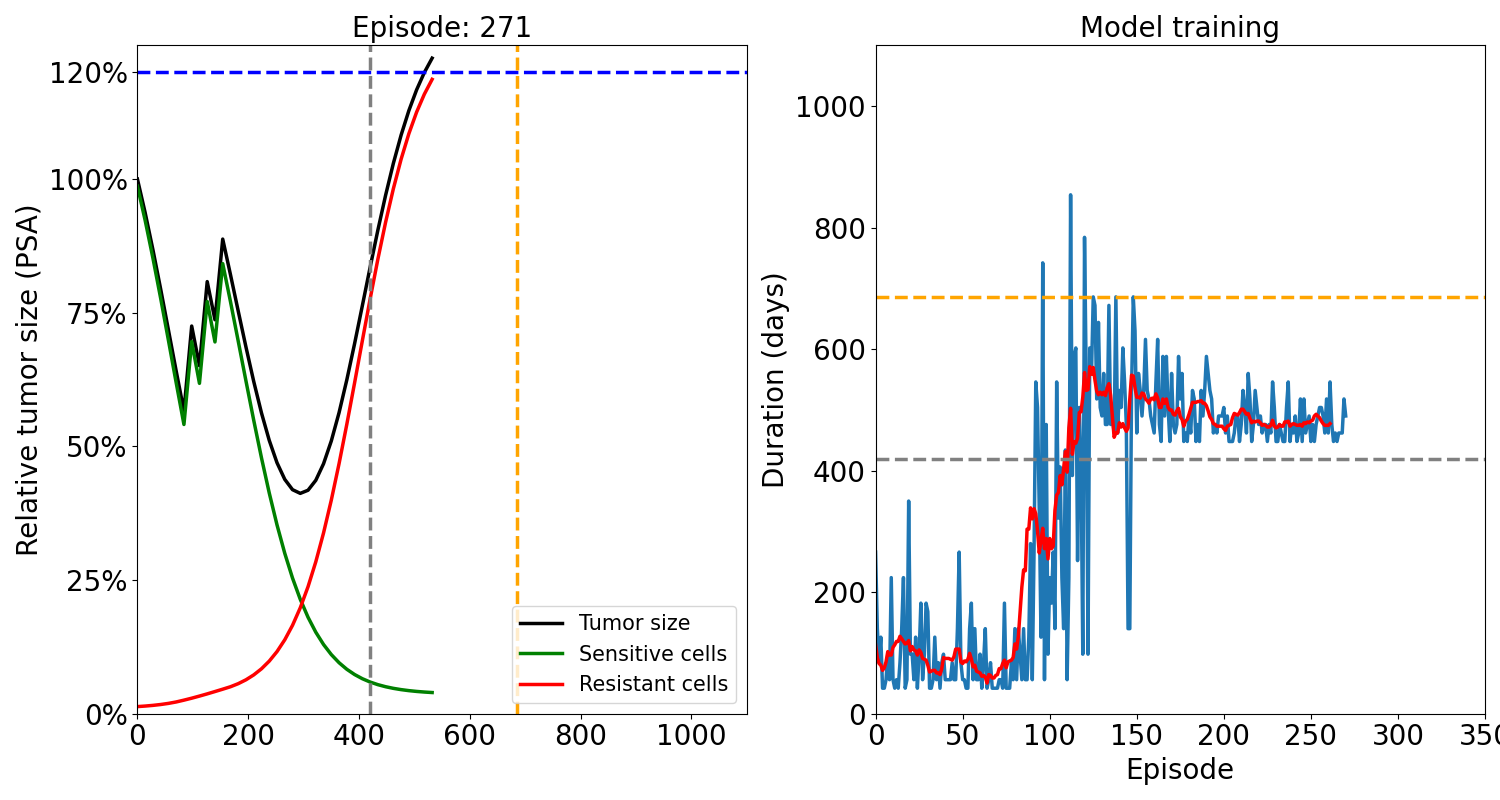 Episode: 271
Relative tumor size (PSA)
120%
100%
75%
50%
25%
0%
0 200 400 600 800 1000
Tumor size
Sensitive cells
Resistant cells
Model training
Duration (days)
1000
800
600
400
200
0
0 50 100 150 200 250 300 350
Episode